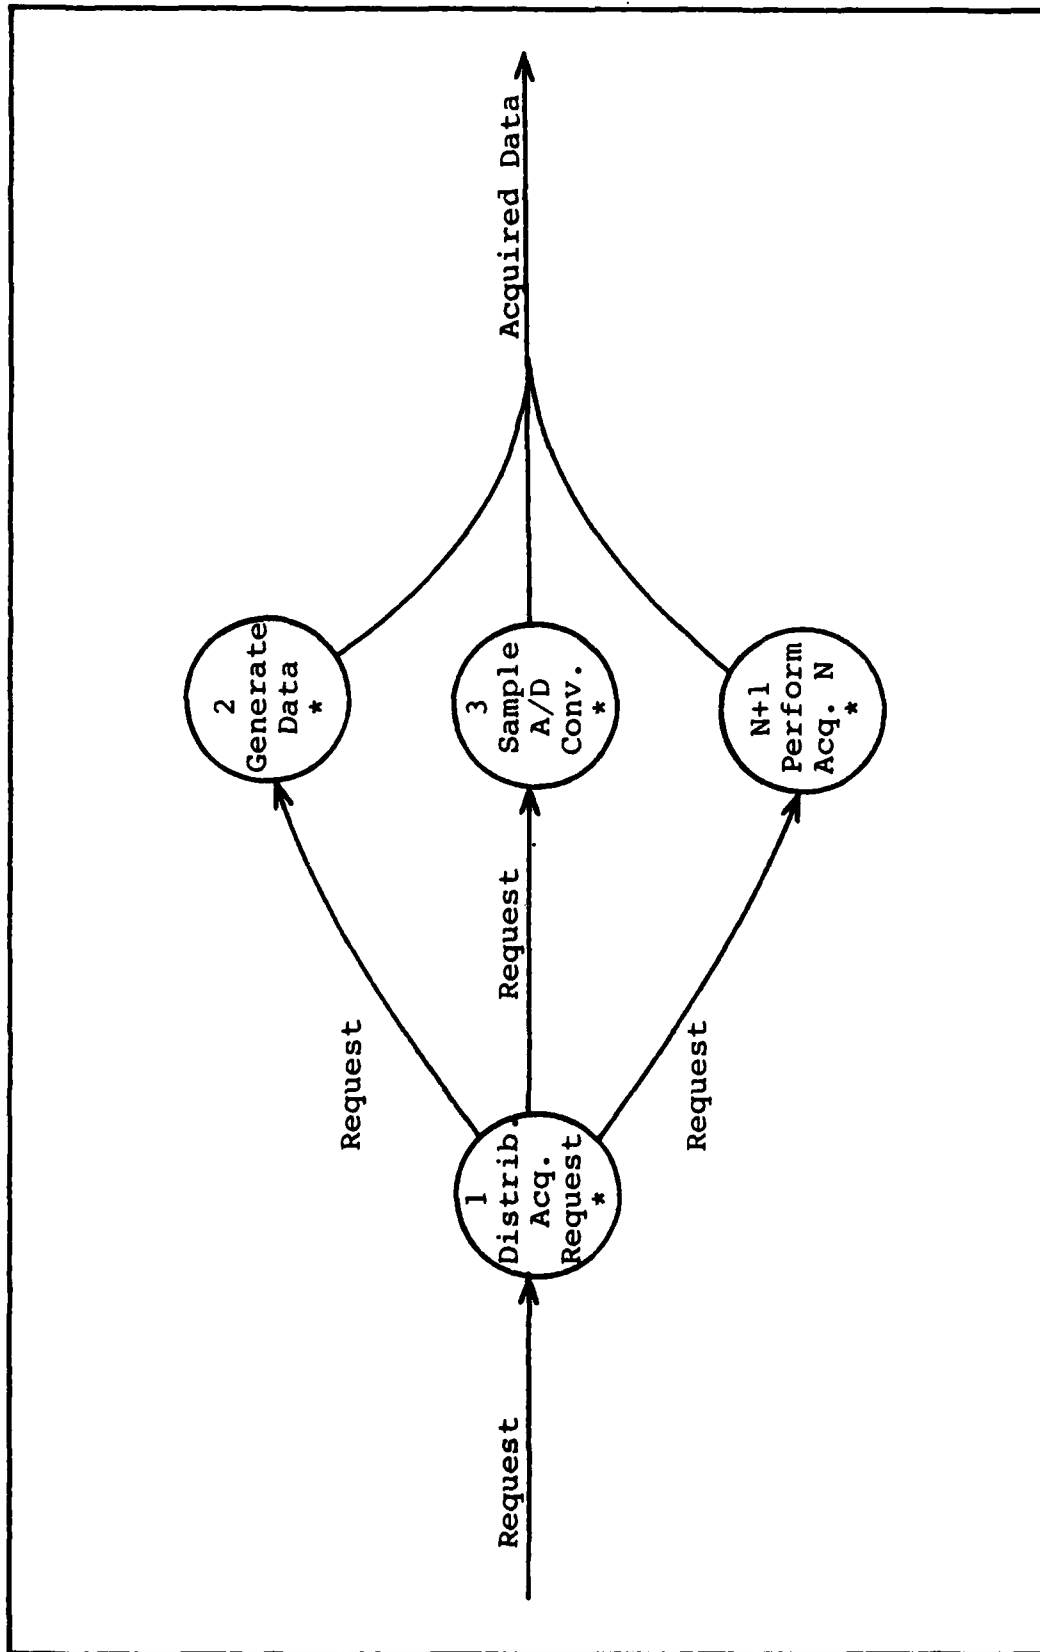 Request
1
Distrib.
Acq.
Request
*
Request
Request
Request
2
Generate
Data
*
3
Sample
A/D
Conv.
*
N+1
Perform
Acq. N
*
Acquired Data